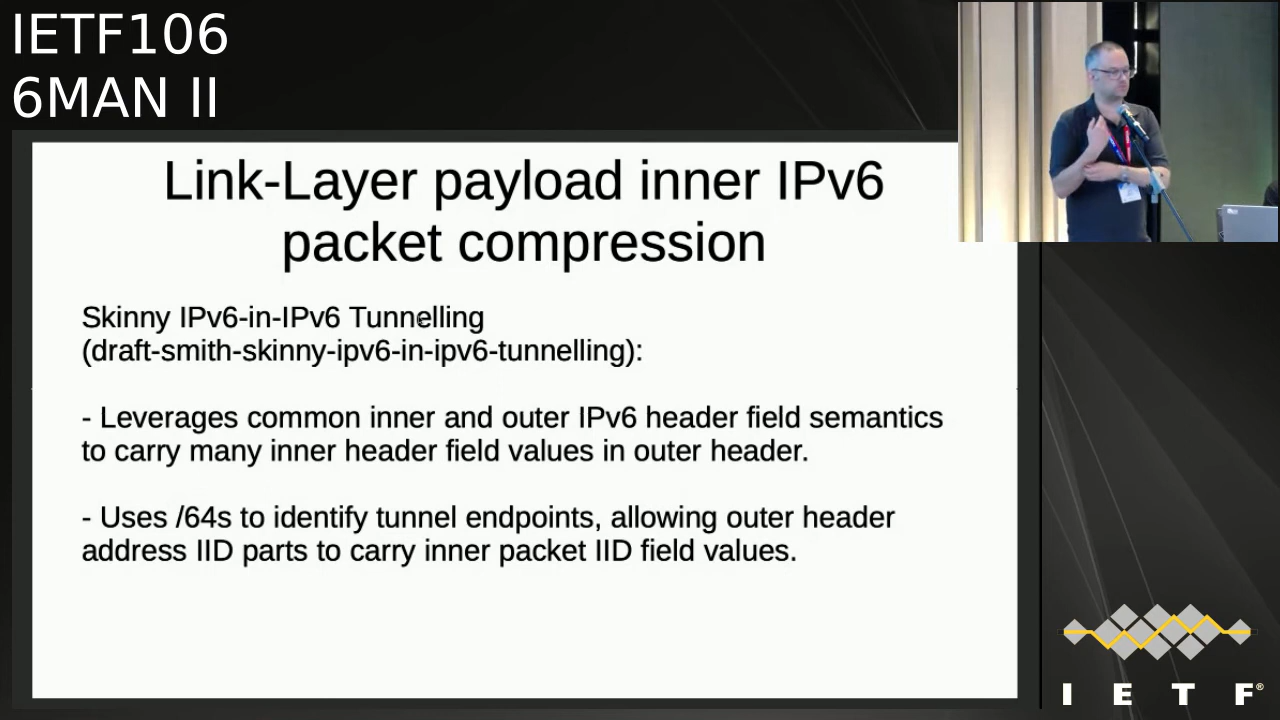 IETF106
6MAN II
Link-Layer payload inner IPv6
packet compression
Skinny IPv6-in-IPv6 Tunnelling
(draft-smith-skinny-ipv6-in-ipv6-tunnelling):
- Leverages common inner and outer IPv6 header field semantics
to carry many inner header field values in outer header.
- Uses /64s to identify tunnel endpoints, allowing outer header
address IID parts to carry inner packet IID field values.
I E T F®